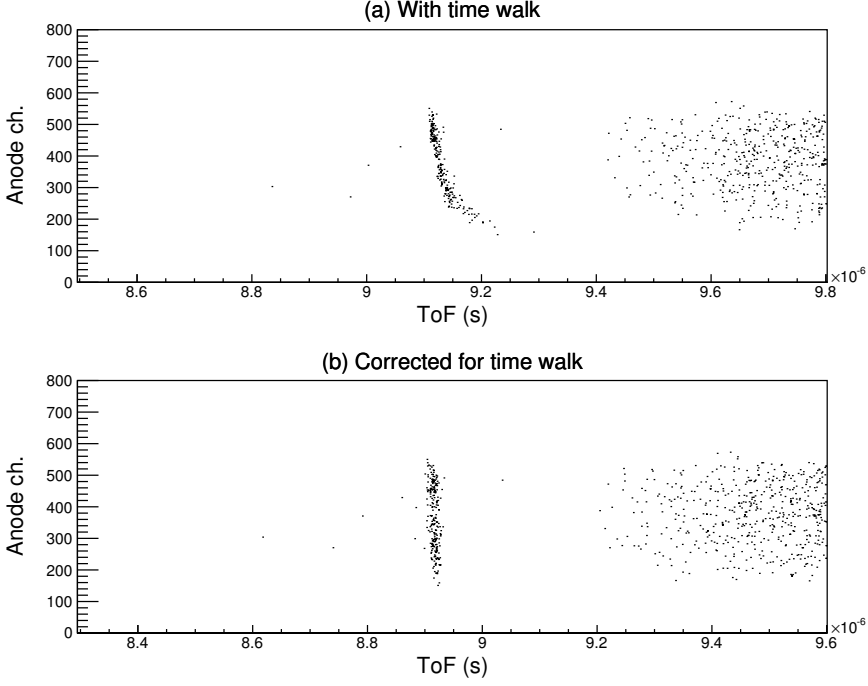 (a) With time walk
800
700
600
500
400
300
200
100
0
Anode ch.
8.6 8.8 9 9.2 9.4 9.6 9.8
×10⁻⁶
ToF (s)
(b) Corrected for time walk
800
700
600
500
400
300
200
100
0
Anode ch.
8.4 8.6 8.8 9 9.2 9.4 9.6
×10⁻⁶
ToF (s)